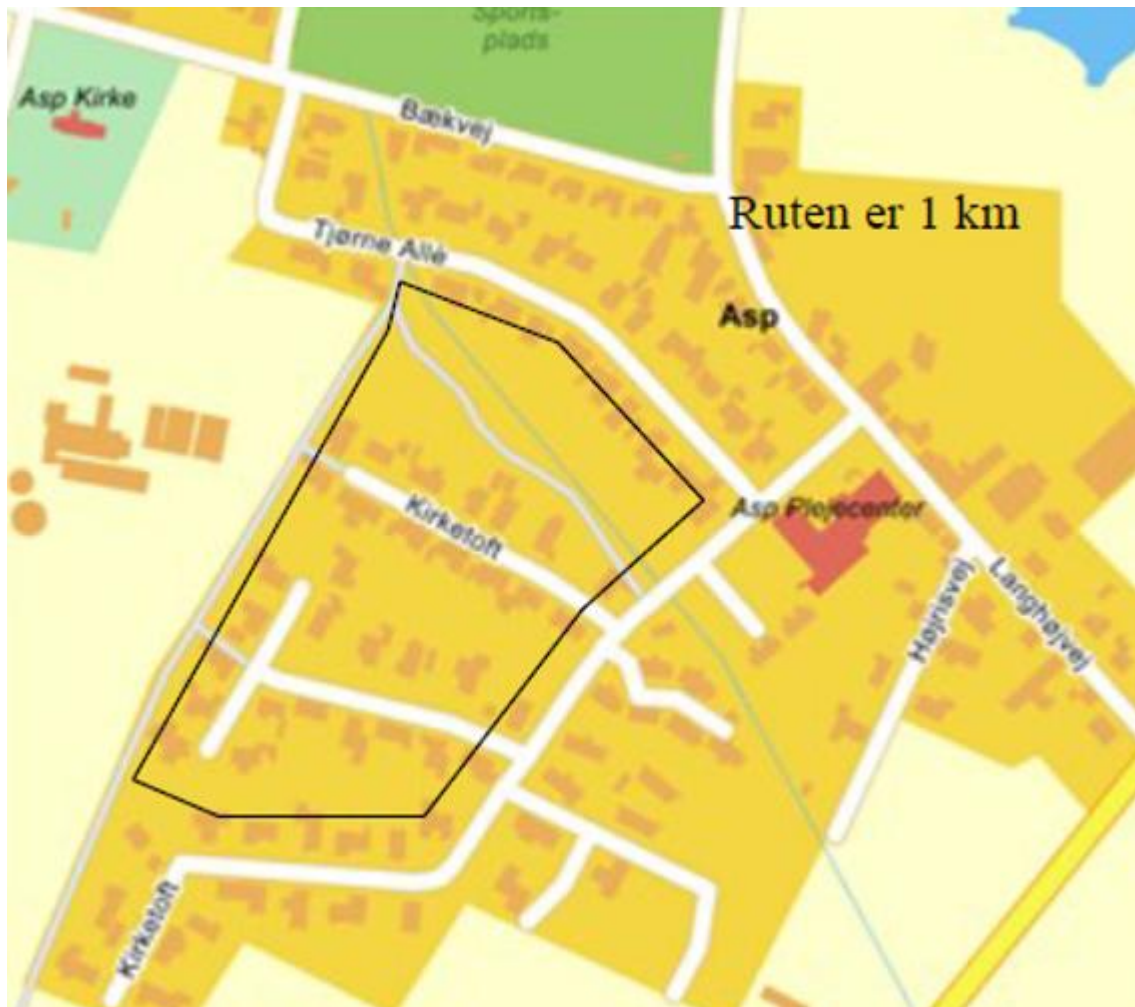 Sports-
plads
Asp Kirke
Bækvej
Ruten er 1 km
Tjørne Allé
Asp
Kirketoft
Asp Plejecenter
Højrisvej
Langhøjvej
Kirketoft